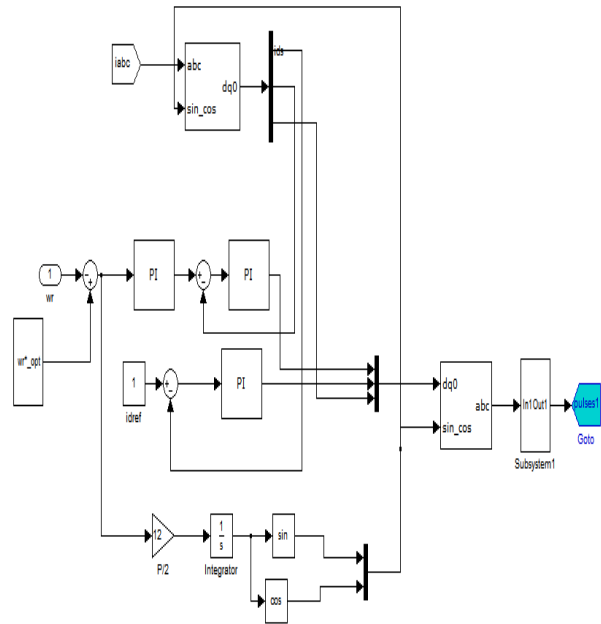 ids
iabc
abc
dq0
sin_cos
PI
PI
1
wr
wr*_opt
1
idref
PI
dq0
abc
sin_cos
In1 Out1
Subsystem1
pulses1
Goto
12
P/2
1
s
Integrator
sin
cos